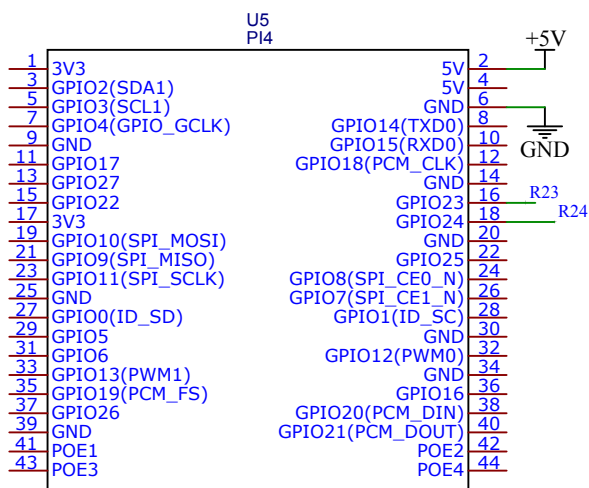 U5
PI4
+5V
1 3V3 5V 2
3 GPIO2(SDA1) 5V 4
5 GPIO3(SCL1) GND 6
7 GPIO4(GPIO_GCLK) GPIO14(TXD0) 8
9 GND GPIO15(RXD0) 10
GND
11 GPIO17 GPIO18(PCM_CLK) 12
13 GPIO27 GND 14
15 GPIO22 GPIO23 16 R23
17 3V3 GPIO24 18 R24
19 GPIO10(SPI_MOSI) GND 20
21 GPIO9(SPI_MISO) GPIO25 22
23 GPIO11(SPI_SCLK) GPIO8(SPI_CE0_N) 24
25 GND GPIO7(SPI_CE1_N) 26
27 GPIO0(ID_SD) GPIO1(ID_SC) 28
29 GPIO5 GND 30
31 GPIO6 GPIO12(PWM0) 32
33 GPIO13(PWM1) GND 34
35 GPIO19(PCM_FS) GPIO16 36
37 GPIO26 GPIO20(PCM_DIN) 38
39 GND GPIO21(PCM_DOUT) 40
41 POE1 POE2 42
43 POE3 POE4 44